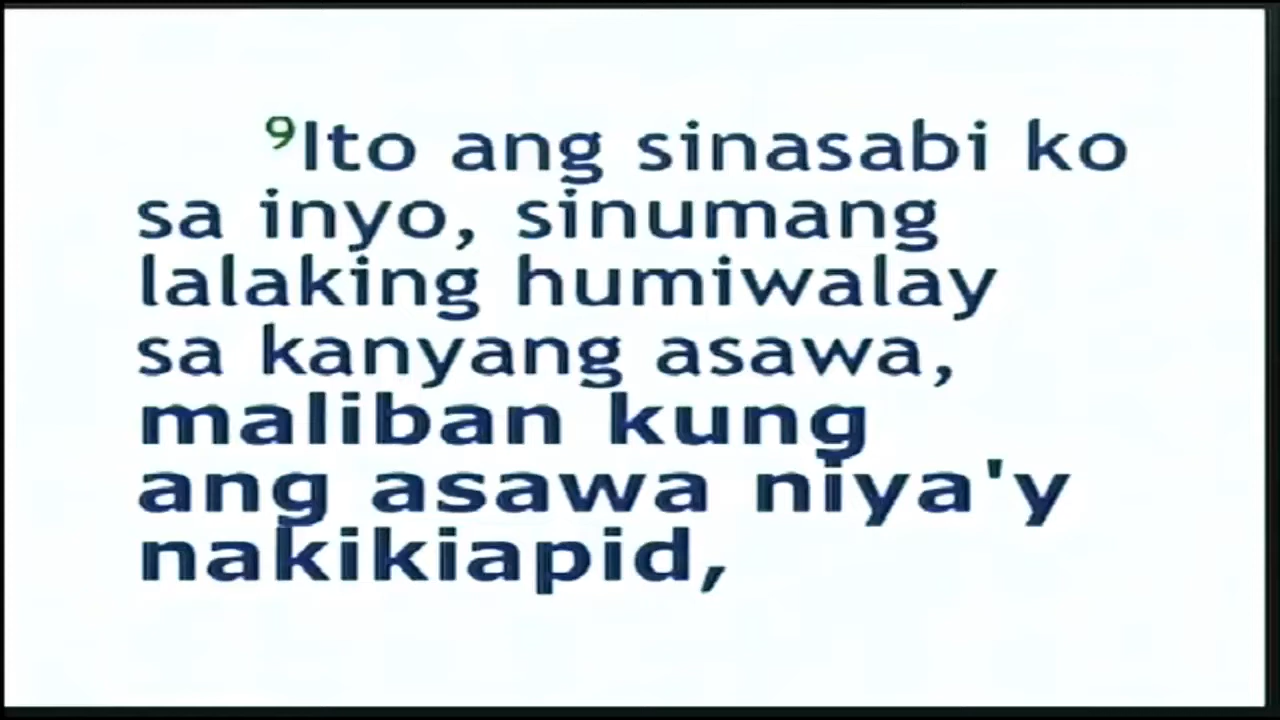 ⁹Ito ang sinasabi ko
sa inyo, sinumang
lalaking humiwalay
sa kanyang asawa,
maliban kung
ang asawa niya'y
nakikiapid,